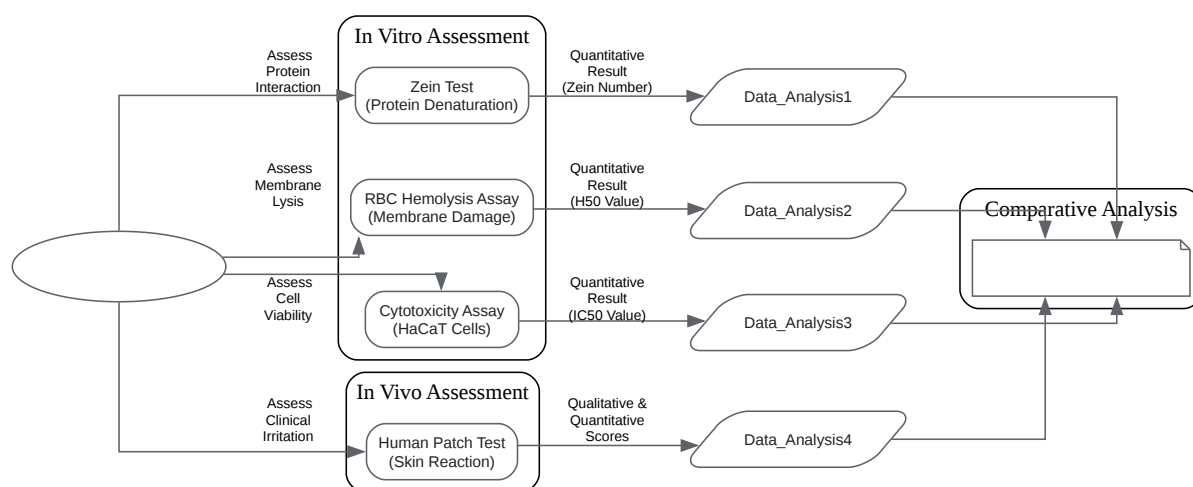 In Vitro Assessment
Assess
Protein
Interaction
Zein Test
(Protein Denaturation)
Quantitative
Result
(Zein Number)
Data_Analysis1
Assess
Membrane
Lysis
RBC Hemolysis Assay
(Membrane Damage)
Quantitative
Result
(H50 Value)
Data_Analysis2
Comparative Analysis
Assess
Cell
Viability
Cytotoxicity Assay
(HaCaT Cells)
Quantitative
Result
(IC50 Value)
Data_Analysis3
In Vivo Assessment
Assess
Clinical
Irritation
Human Patch Test
(Skin Reaction)
Qualitative &
Quantitative
Scores
Data_Analysis4